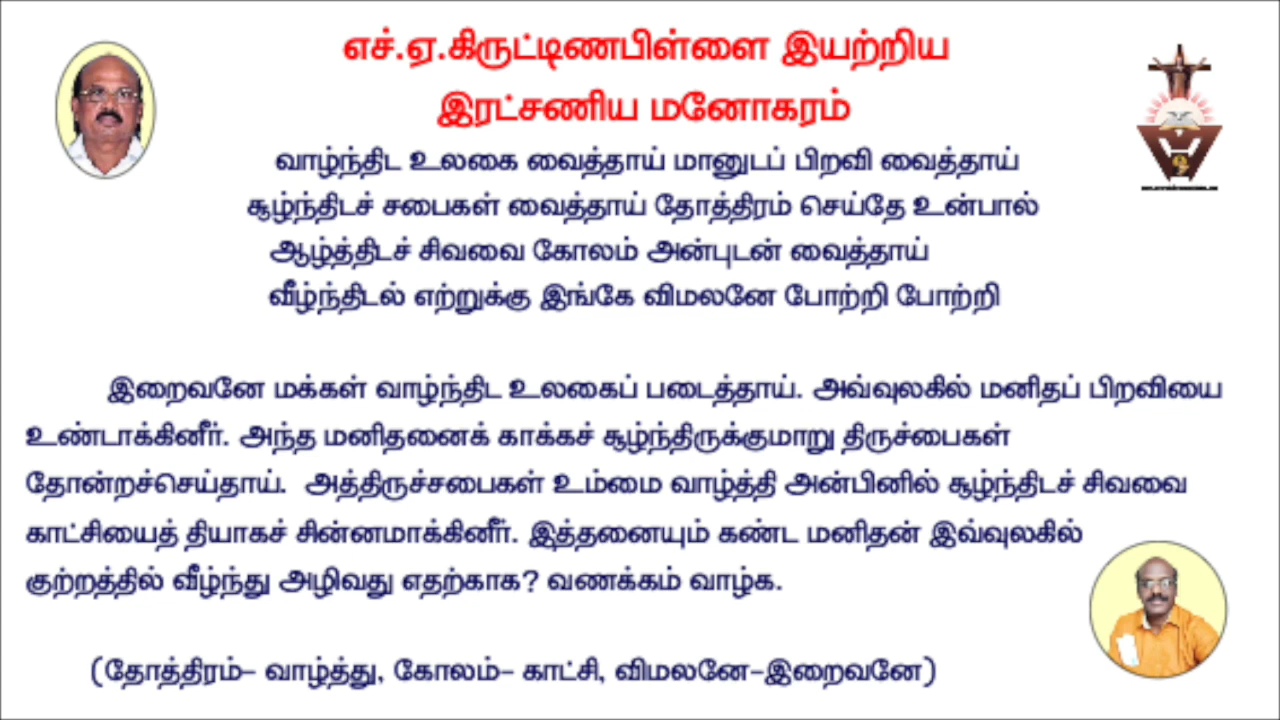 எச்.ஏ.கிருட்டிணபிள்ளை இயற்றிய
இரட்சணிய மனோகரம்
வாழ்ந்திட உலகை வைத்தாய் மானுடப் பிறவி வைத்தாய்
சூழ்ந்திடச் சபைகள் வைத்தாய் தோத்திரம் செய்தே உன்பால்
ஆழ்த்திடச் சிவவை கோலம் அன்புடன் வைத்தாய்
வீழ்ந்திடல் எற்றுக்கு இங்கே விமலனே போற்றி போற்றி
இறைவனே மக்கள் வாழ்ந்திட உலகைப் படைத்தாய். அவ்வுலகில் மனிதப் பிறவியை
உண்டாக்கினீர். அந்த மனிதனைக் காக்கச் சூழ்ந்திருக்குமாறு திருச்பைகள்
தோன்றச்செய்தாய். அத்திருச்சபைகள் உம்மை வாழ்த்தி அன்பினில் சூழ்ந்திடச் சிவவை
காட்சியைத் தியாகச் சின்னமாக்கினீர். இத்தனையும் கண்ட மனிதன் இவ்வுலகில்
குற்றத்தில் வீழ்ந்து அழிவது எதற்காக? வணக்கம் வாழ்க.
(தோத்திரம்- வாழ்த்து, கோலம்- காட்சி, விமலனே-இறைவனே)